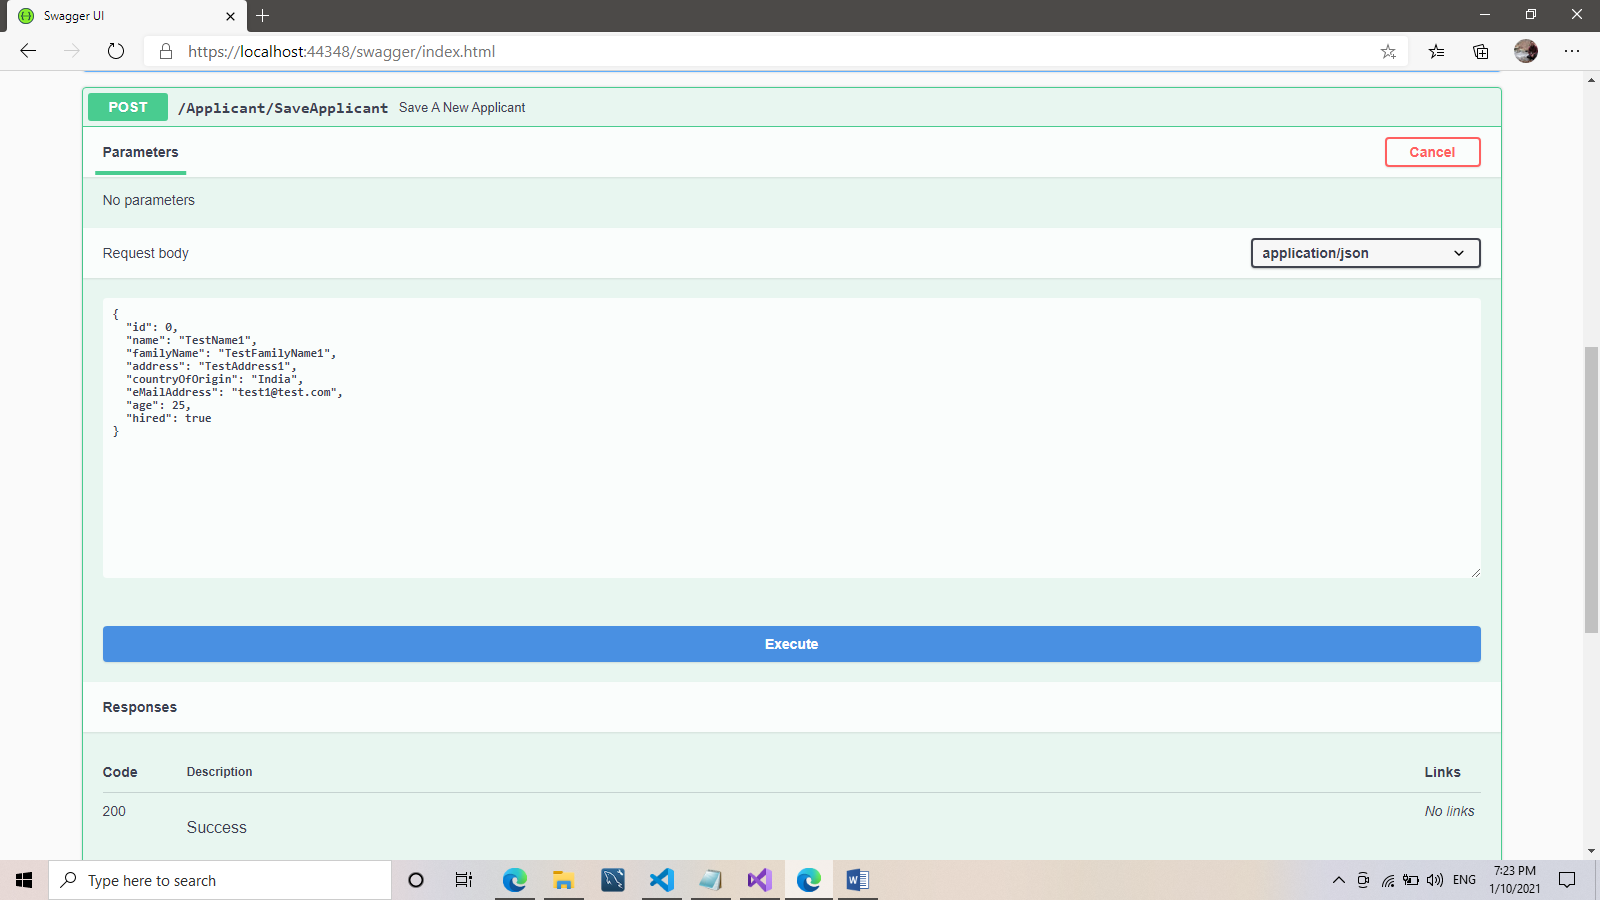 Swagger UI
https://localhost:44348/swagger/index.html
POST /Applicant/SaveApplicant Save A New Applicant
Parameters Cancel
No parameters
Request body application/json
{
"id": 0,
"name": "TestName1",
"familyName": "TestFamilyName1",
"address": "TestAddress1",
"countryOfOrigin": "India",
"eMailAddress": "test1@test.com",
"age": 25,
"hired": true
}
Execute
Responses
Code Description Links
200 Success No links
Type here to search ENG 7:23 PM
1/10/2021